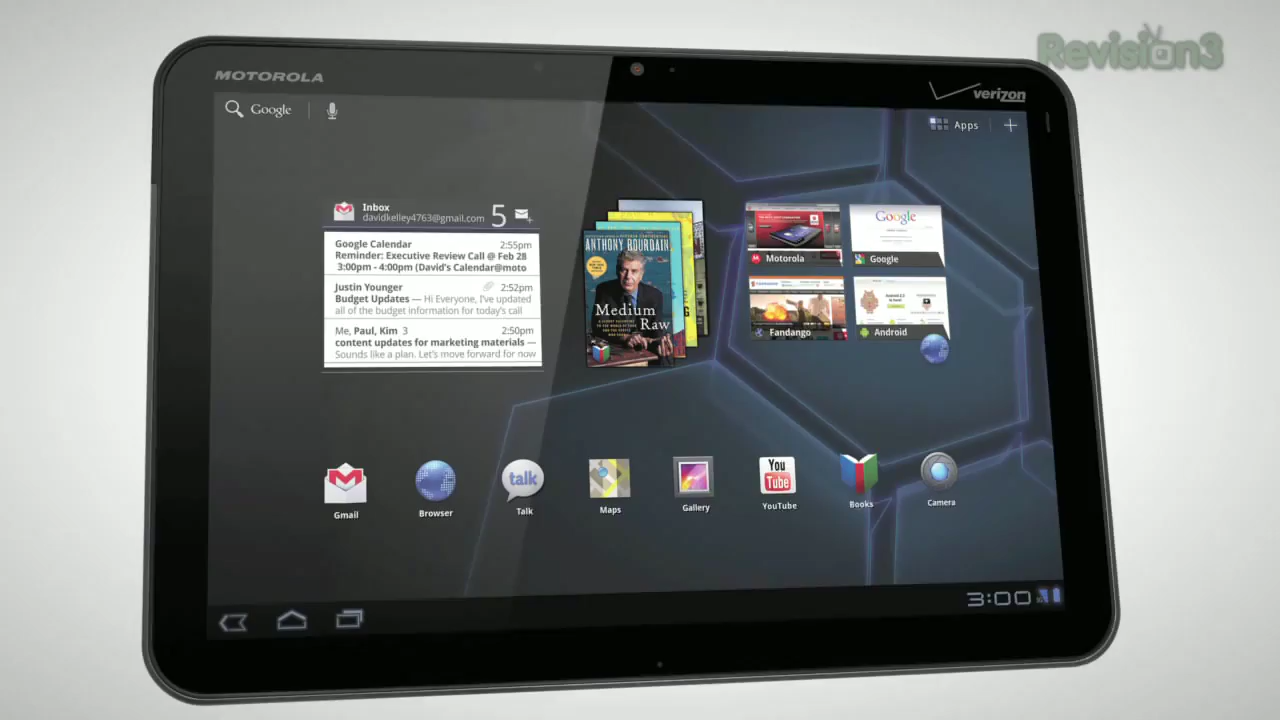 Revision3
MOTOROLA
verizon
Google
Apps
Inbox
davidkelley4763@gmail.com
5
Google Calendar 2:55pm
Reminder: Executive Review Call @ Feb 28
3:00pm - 4:00pm (David's Calendar@moto
Justin Younger 2:52pm
Budget Updates — Hi Everyone, I've updated
all of the budget information for today's call
Me, Paul, Kim 3 2:50pm
content updates for marketing materials —
Sounds like a plan. Let's move forward for now
ANTHONY BOURDAIN
Medium
Raw
Google
Motorola
Google
Fandango
Android
Gmail
Browser
talk
Talk
Maps
Gallery
You
Tube
YouTube
Books
Camera
3:00